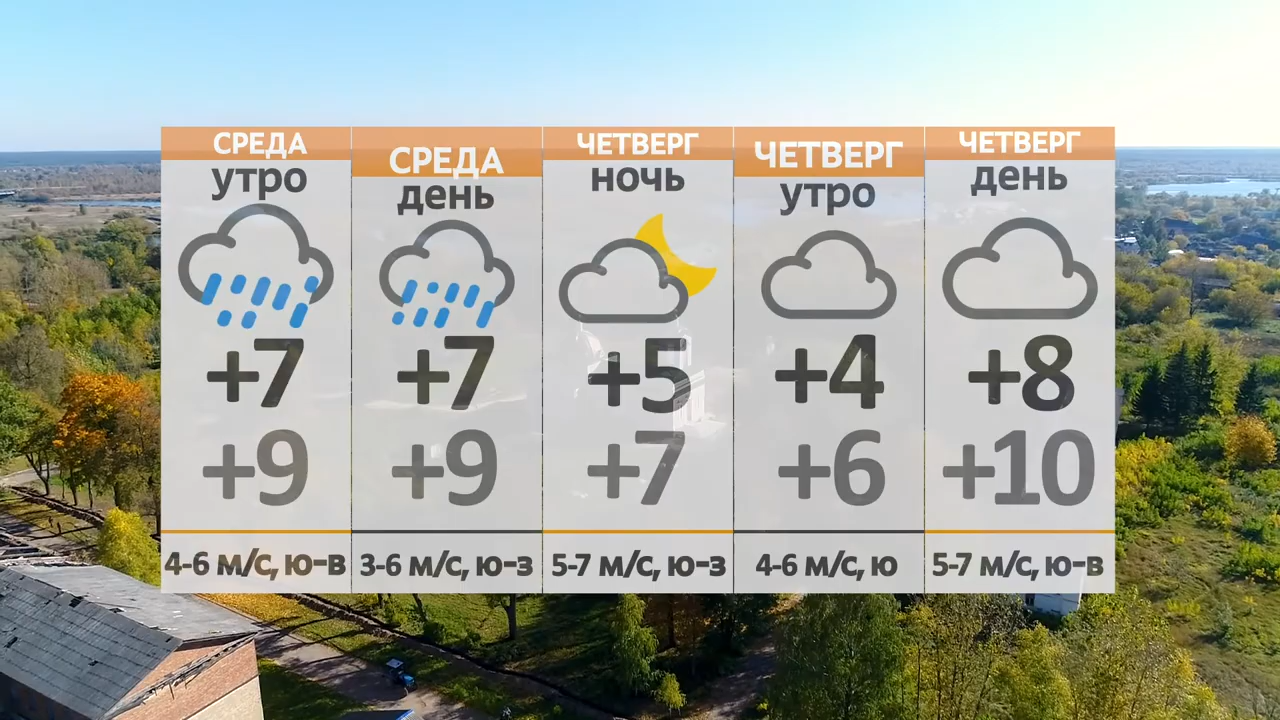 СРЕДА
утро
+7
+9
4-6 м/с, ю-в
СРЕДА
день
+7
+9
3-6 м/с, ю-з
ЧЕТВЕРГ
ночь
+5
+7
5-7 м/с, ю-з
ЧЕТВЕРГ
утро
+4
+6
4-6 м/с, ю
ЧЕТВЕРГ
день
+8
+10
5-7 м/с, ю-в